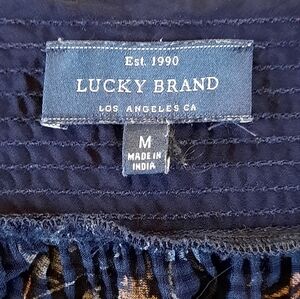 Est. 1990
LUCKY BRAND
LOS ANGELES CA
M
MADE IN
INDIA